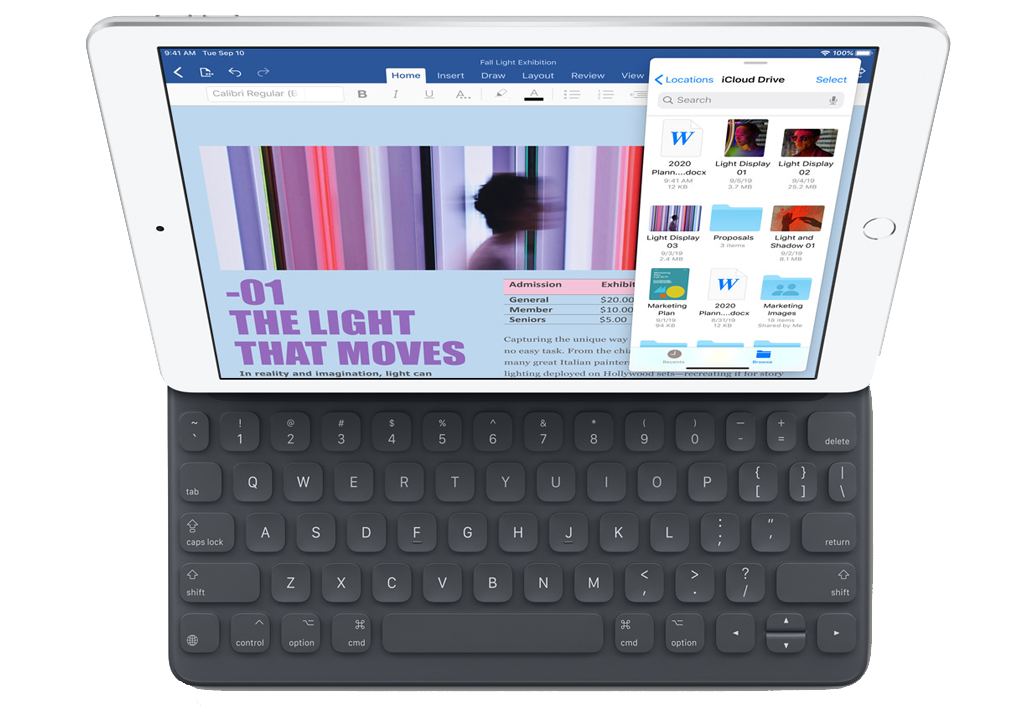 9:41 AM Tue Sep 10
100%
Fall Light Exhibition
Home Insert Draw Layout Review View
Calibri Regular (B
B I U A.. A
Locations iCloud Drive Select
Search
2020
Plann....docx
9:41 AM
12 KB
Light Display
01
9/5/19
3.7 MB
Light Display
02
9/4/19
25.2 MB
Light Display
03
9/3/19
2.4 MB
Proposals
3 items
Light and
Shadow 01
9/2/19
8.1 MB
Marketing
Plan
9/1/19
94 KB
2020
Plann....docx
8/31/19
12 KB
Marketing
Images
18 items
Shared by Me
Recents Browse
-01
THE LIGHT
THAT MOVES
In reality and imagination, light can
Admission Exhibit
General $20.00
Member $10.00
Seniors $5.00
Capturing the unique way
no easy task. From the
many great Italian painter
lighting deployed on Hollywood sets—recreating it for story
~ ! @ # $ % ^ & * ( ) — +
` 1 2 3 4 5 6 7 8 9 0 - = delete
tab Q W E R T Y U I O P { [ } ] | \
caps lock A S D F G H J K L : ; " ' return
shift Z X C V B N M < , > . ? / shift
control option cmd cmd option